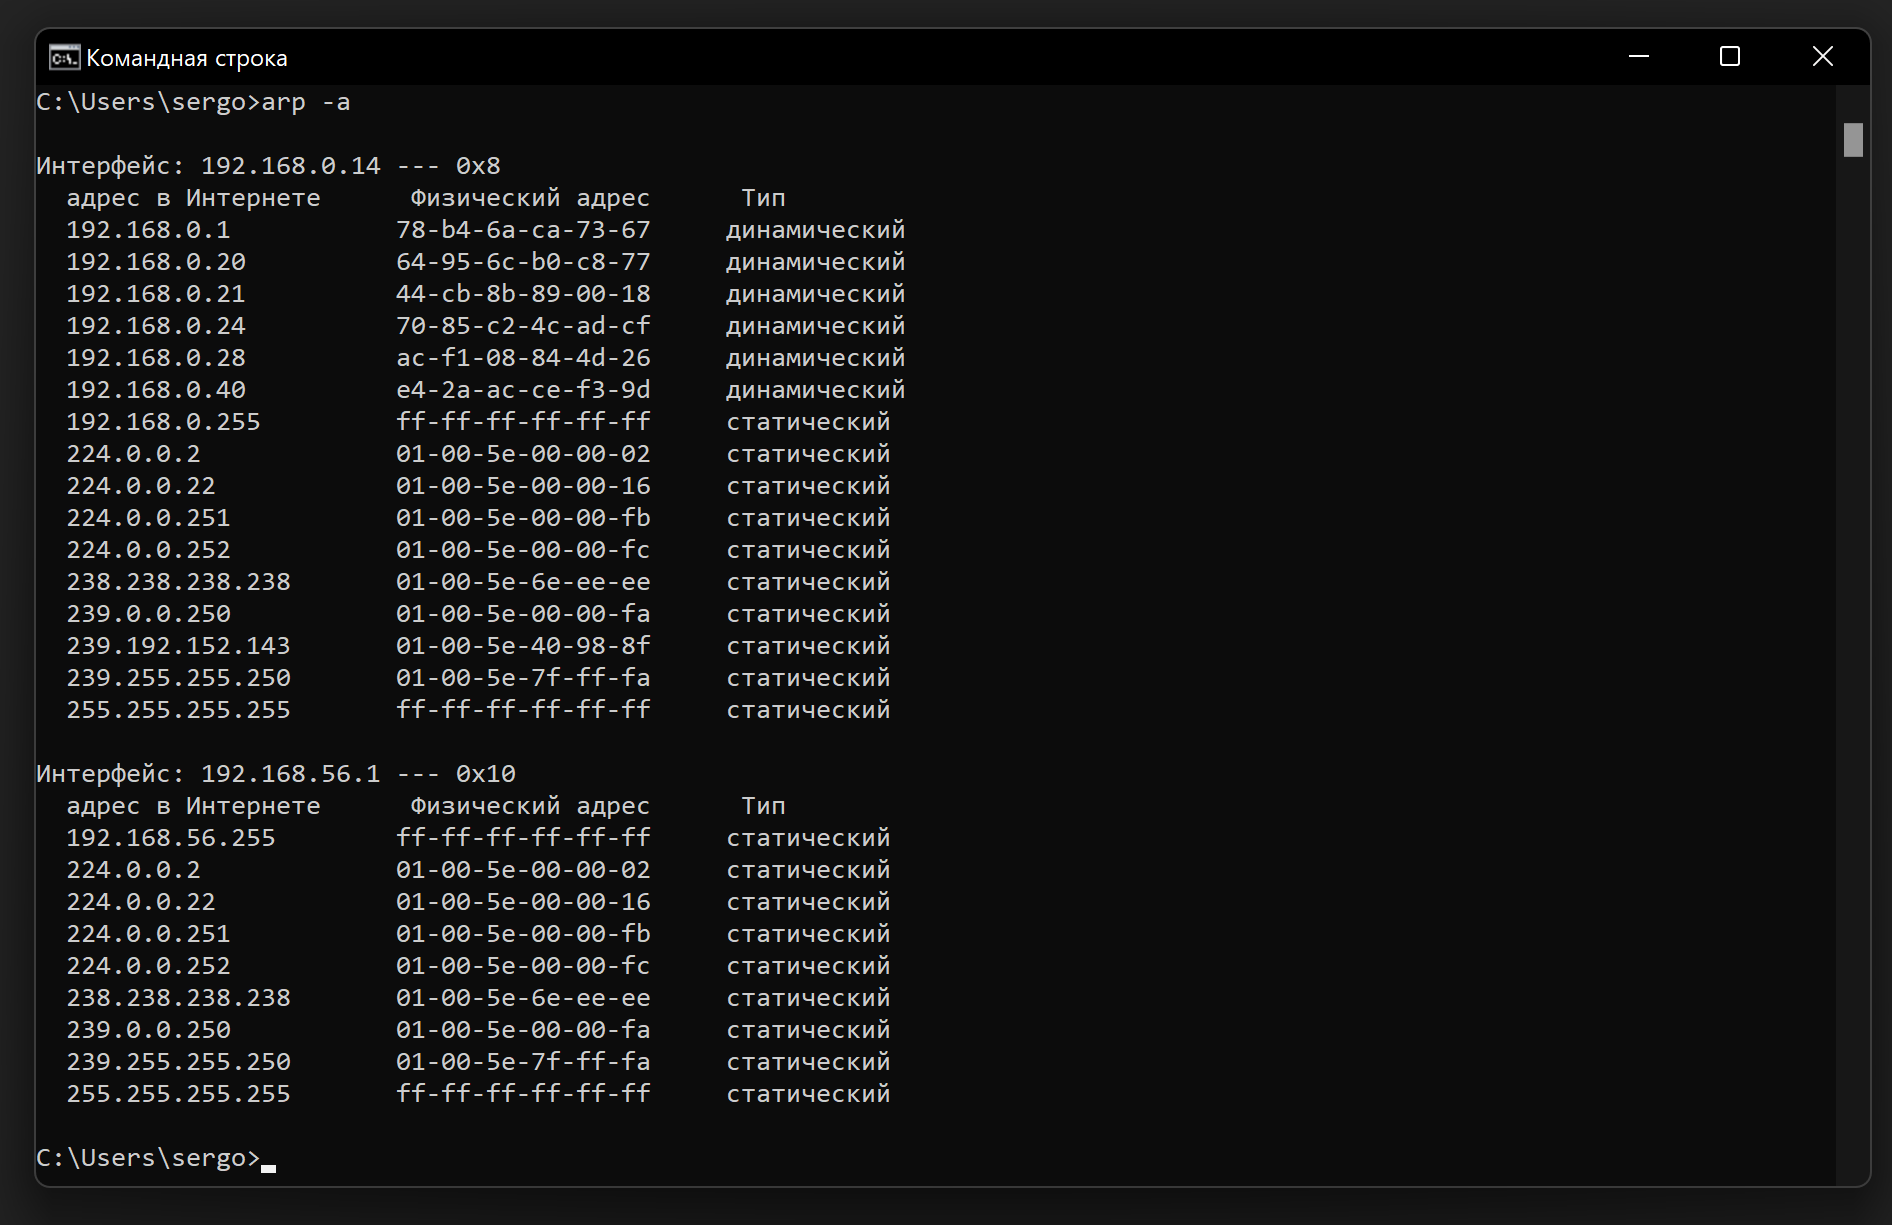 Командная строка
C:\Users\sergo>arp -a
Интерфейс: 192.168.0.14 --- 0x8
адрес в Интернете      Физический адрес      Тип
192.168.0.1           78-b4-6a-ca-73-67     динамический
192.168.0.20          64-95-6c-b0-c8-77     динамический
192.168.0.21          44-cb-8b-89-00-18     динамический
192.168.0.24          70-85-c2-4c-ad-cf     динамический
192.168.0.28          ac-f1-08-84-4d-26     динамический
192.168.0.40          e4-2a-ac-ce-f3-9d     динамический
192.168.0.255         ff-ff-ff-ff-ff-ff     статический
224.0.0.2             01-00-5e-00-00-02     статический
224.0.0.22            01-00-5e-00-00-16     статический
224.0.0.251           01-00-5e-00-00-fb     статический
224.0.0.252           01-00-5e-00-00-fc     статический
238.238.238.238       01-00-5e-6e-ee-ee     статический
239.0.0.250           01-00-5e-00-00-fa     статический
239.192.152.143       01-00-5e-40-98-8f     статический
239.255.255.250       01-00-5e-7f-ff-fa     статический
255.255.255.255       ff-ff-ff-ff-ff-ff     статический
Интерфейс: 192.168.56.1 --- 0x10
адрес в Интернете      Физический адрес      Тип
192.168.56.255        ff-ff-ff-ff-ff-ff     статический
224.0.0.2             01-00-5e-00-00-02     статический
224.0.0.22            01-00-5e-00-00-16     статический
224.0.0.251           01-00-5e-00-00-fb     статический
224.0.0.252           01-00-5e-00-00-fc     статический
238.238.238.238       01-00-5e-6e-ee-ee     статический
239.0.0.250           01-00-5e-00-00-fa     статический
239.255.255.250       01-00-5e-7f-ff-fa     статический
255.255.255.255       ff-ff-ff-ff-ff-ff     статический
C:\Users\sergo>